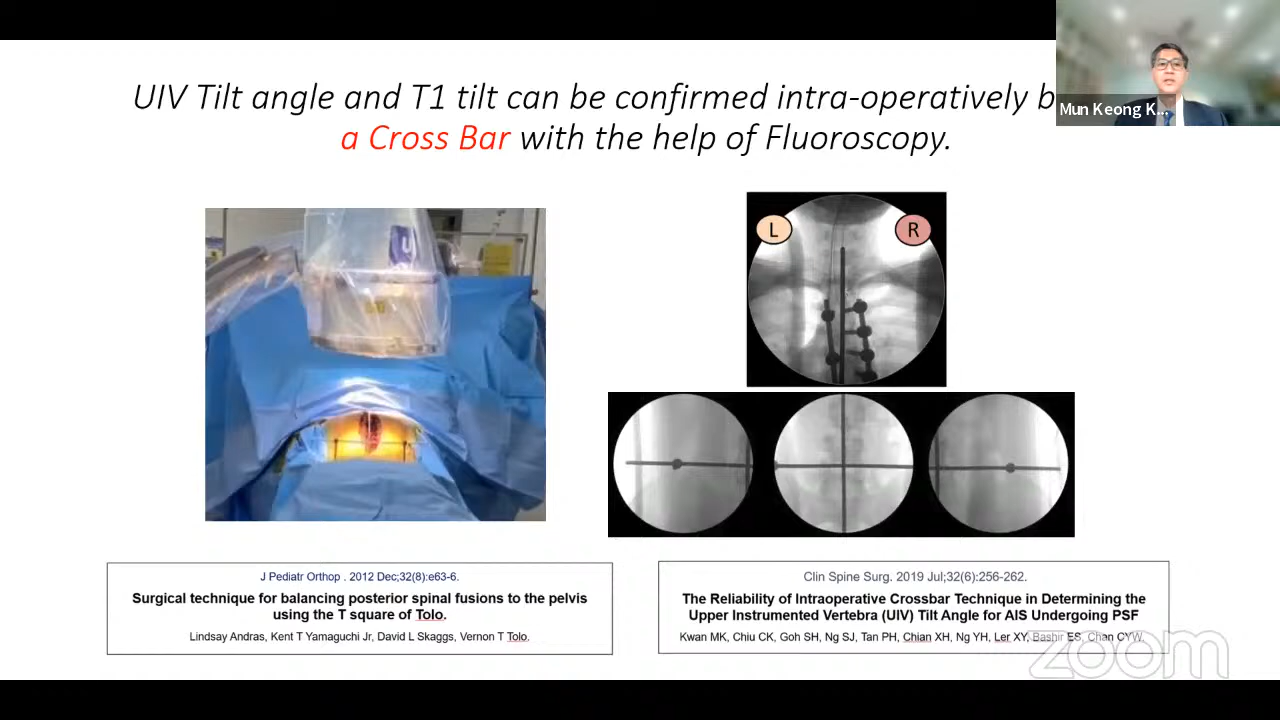 UIV Tilt angle and T1 tilt can be confirmed intra-operatively b
a Cross Bar with the help of Fluoroscopy.
Mun Keong K...
L
R
J Pediatr Orthop . 2012 Dec;32(8):e63-6.
Surgical technique for balancing posterior spinal fusions to the pelvis
using the T square of Tolo.
Lindsay Andras, Kent T Yamaguchi Jr, David L Skaggs, Vernon T Tolo.
Clin Spine Surg. 2019 Jul;32(6):256-262.
The Reliability of Intraoperative Crossbar Technique in Determining the
Upper Instrumented Vertebra (UIV) Tilt Angle for AIS Undergoing PSF
Kwan MK, Chiu CK, Goh SH, Ng SJ, Tan PH, Chian XH, Ng YH, Ler XY, Bashir ES, Chan CYW.
zoom